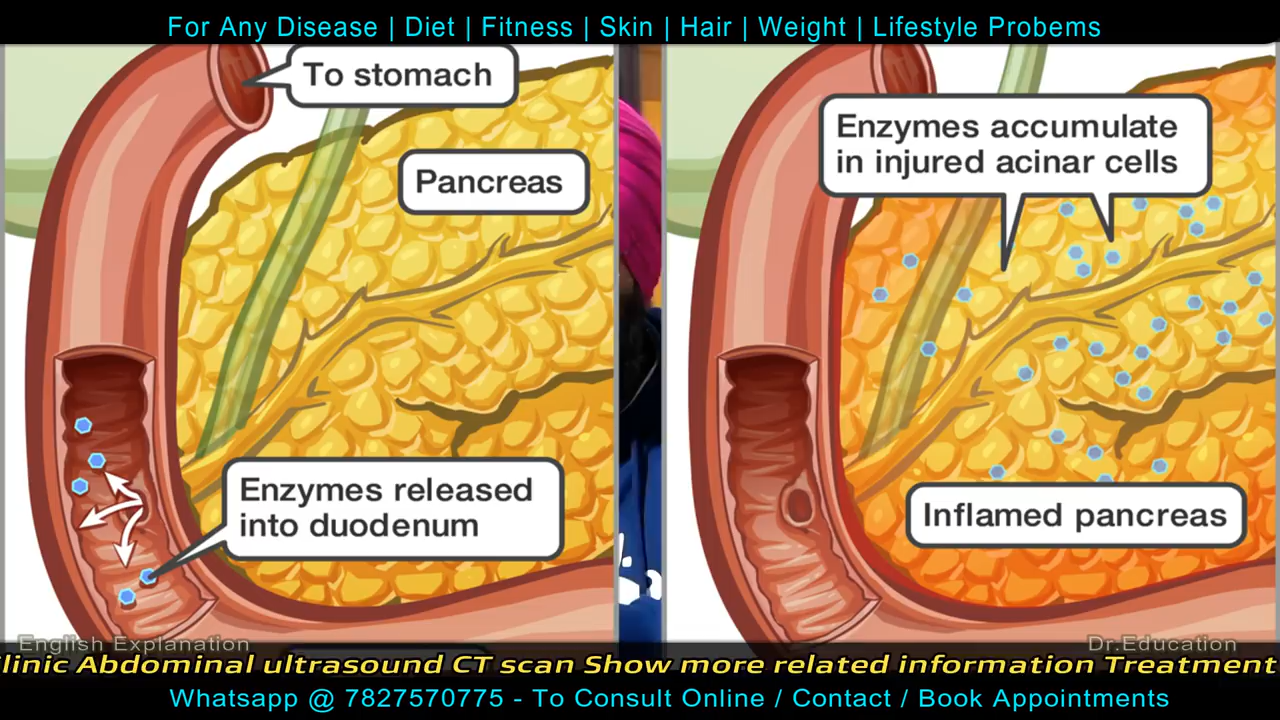 For Any Disease | Diet | Fitness | Skin | Hair | Weight | Lifestyle Probems
To stomach
Pancreas
Enzymes released
into duodenum
Enzymes accumulate
in injured acinar cells
Inflamed pancreas
English Explanation
Dr.Education
Abdominal ultrasound CT scan Show more related information Treatment
Whatsapp @ 7827570775 - To Consult Online / Contact / Book Appointments